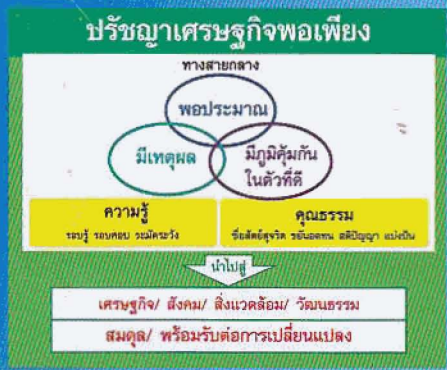 ปรัชญาเศรษฐกิจพอเพียง
ทางสายกลาง
พอประมาณ
มีเหตุผล
มีภูมิคุ้มกัน
ในตัวที่ดี
ความรู้
รอบรู้ รอบคอบ ระมัดระวัง
คุณธรรม
ซื่อสัตย์สุจริต ขยันอดทน สติปัญญา แบ่งปัน
นำไปสู่
เศรษฐกิจ/ สังคม/ สิ่งแวดล้อม/ วัฒนธรรม
สมดุล/ พร้อมรับต่อการเปลี่ยนแปลง